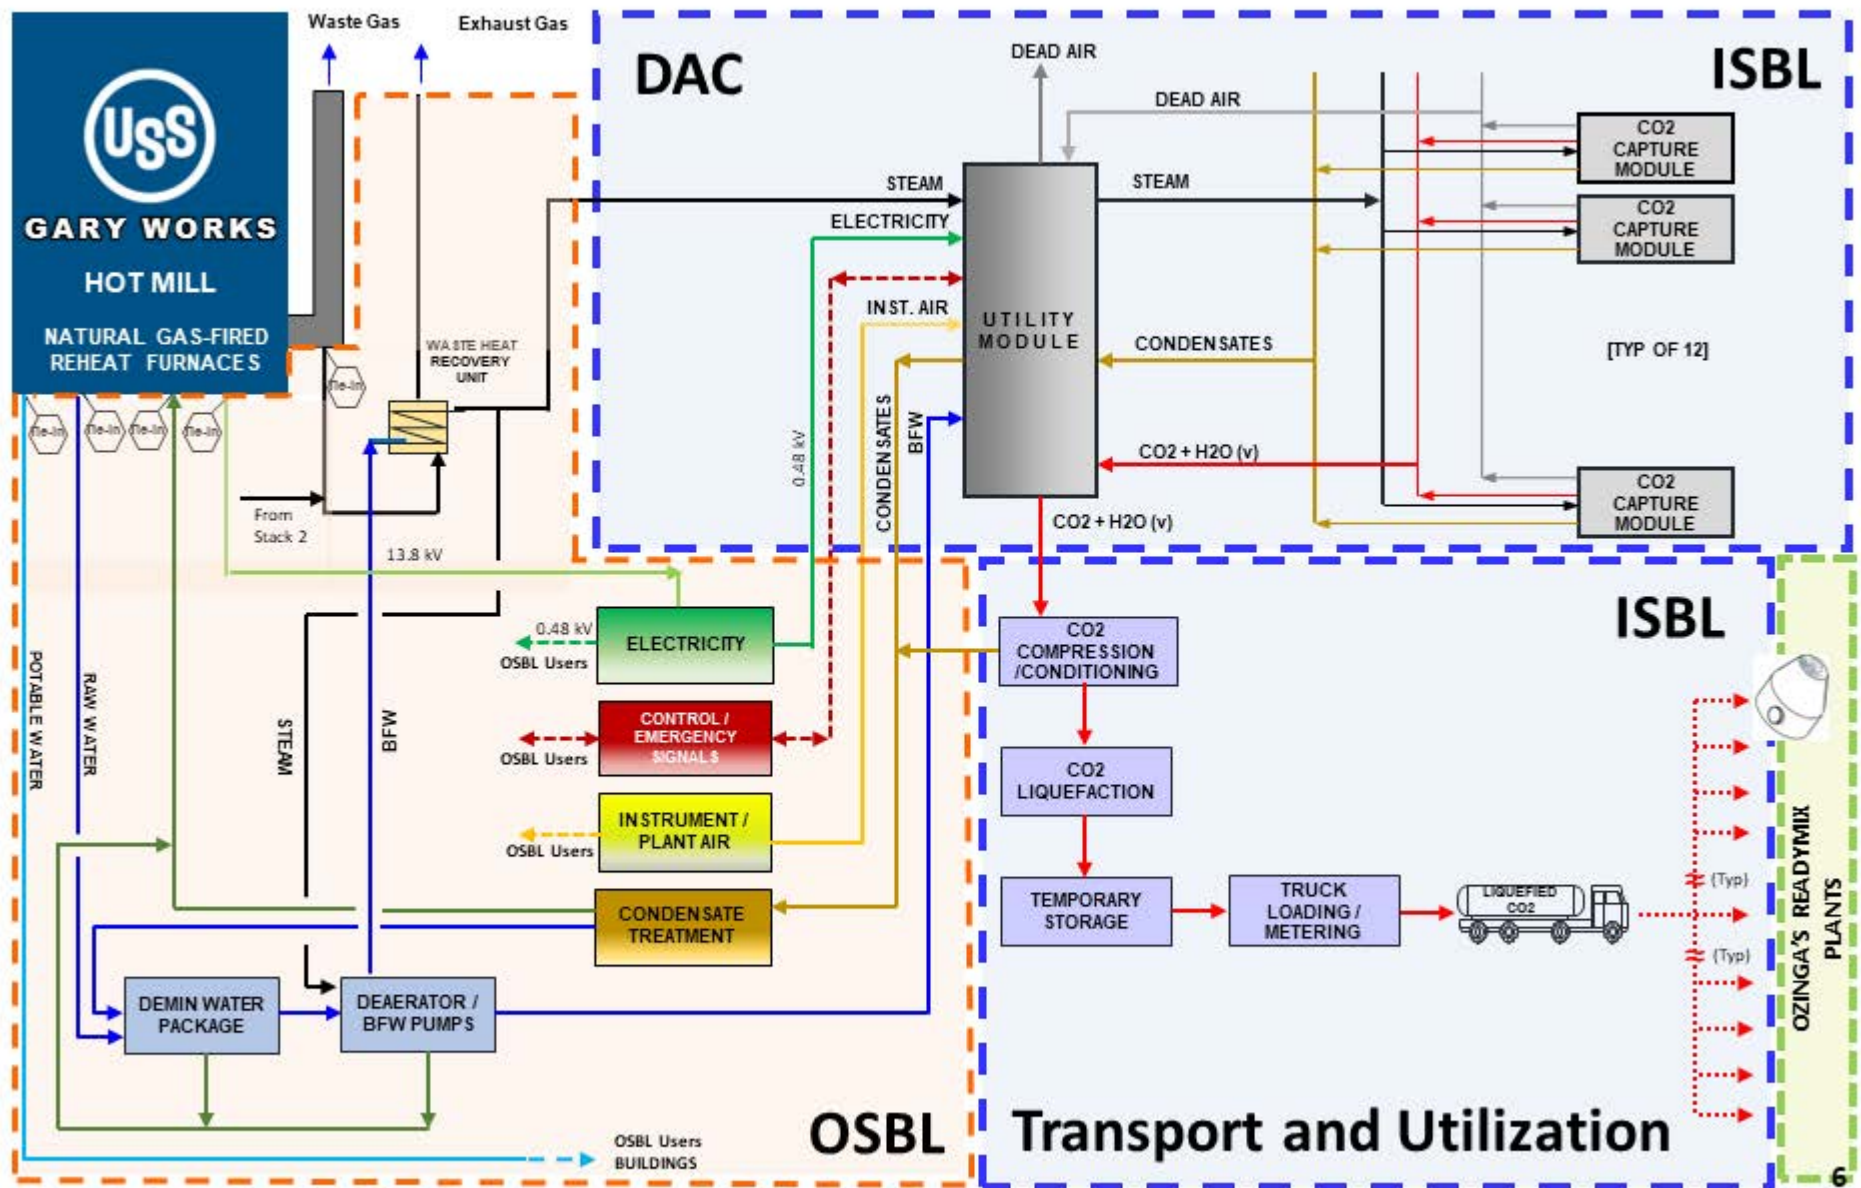 Waste Gas
Exhaust Gas
USS
GARY WORKS
HOT MILL
NATURAL GAS-FIRED
REHEAT FURNACES
DAC
ISBL
DEAD AIR
DEAD AIR
STEAM
STEAM
ELECTRICITY
INST. AIR
UTILITY
MODULE
CONDENSATES
CO2 + H2O (v)
CO2 + H2O (v)
CO2
CAPTURE
MODULE
CO2
CAPTURE
MODULE
[TYP OF 12]
CO2
CAPTURE
MODULE
WASTE HEAT
RECOVERY
UNIT
Tie-In
Tie-In
Tie-In
Tie-In
Tie-In
From
Stack 2
13.8 kV
0.48 kV
CONDENSATES
BFW
POTABLE WATER
RAW WATER
STEAM
BFW
0.48 kV
OSBL Users
ELECTRICITY
OSBL Users
CONTROL /
EMERGENCY
SIGNALS
OSBL Users
INSTRUMENT /
PLANT AIR
CONDENSATE
TREATMENT
DEMIN WATER
PACKAGE
DEAERATOR /
BFW PUMPS
OSBL Users
BUILDINGS
OSBL
ISBL
CO2
COMPRESSION
/CONDITIONING
CO2
LIQUEFACTION
TEMPORARY
STORAGE
TRUCK
LOADING /
METERING
LIQUEFIED
CO2
(Typ)
(Typ)
OZINGA'S READYMIX
PLANTS
Transport and Utilization
6